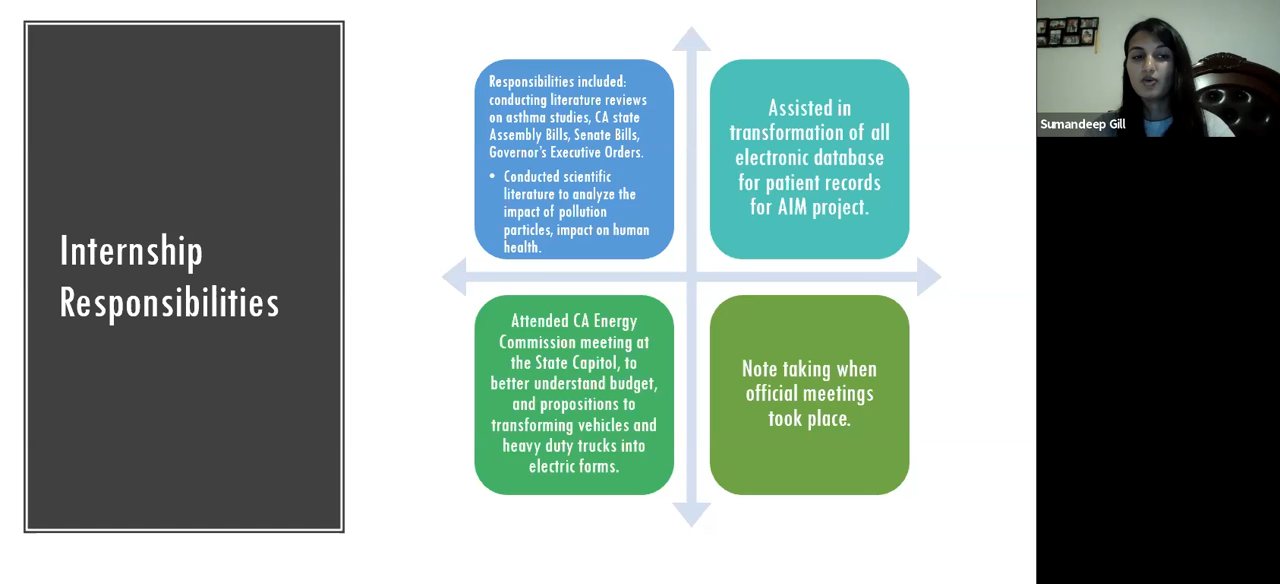 Internship
Responsibilities
Responsibilities included:
conducting literature reviews
on asthma studies, CA state
Assembly Bills, Senate Bills,
Governor's Executive Orders.
• Conducted scientific
literature to analyze the
impact of pollution
particles, impact on human
health.
Assisted in
transformation of all
electronic database
for patient records
for AIM project.
Attended CA Energy
Commission meeting at
the State Capitol, to
better understand budget,
and propositions to
transforming vehicles and
heavy duty trucks into
electric forms.
Note taking when
official meetings
took place.
Sumandeep Gill